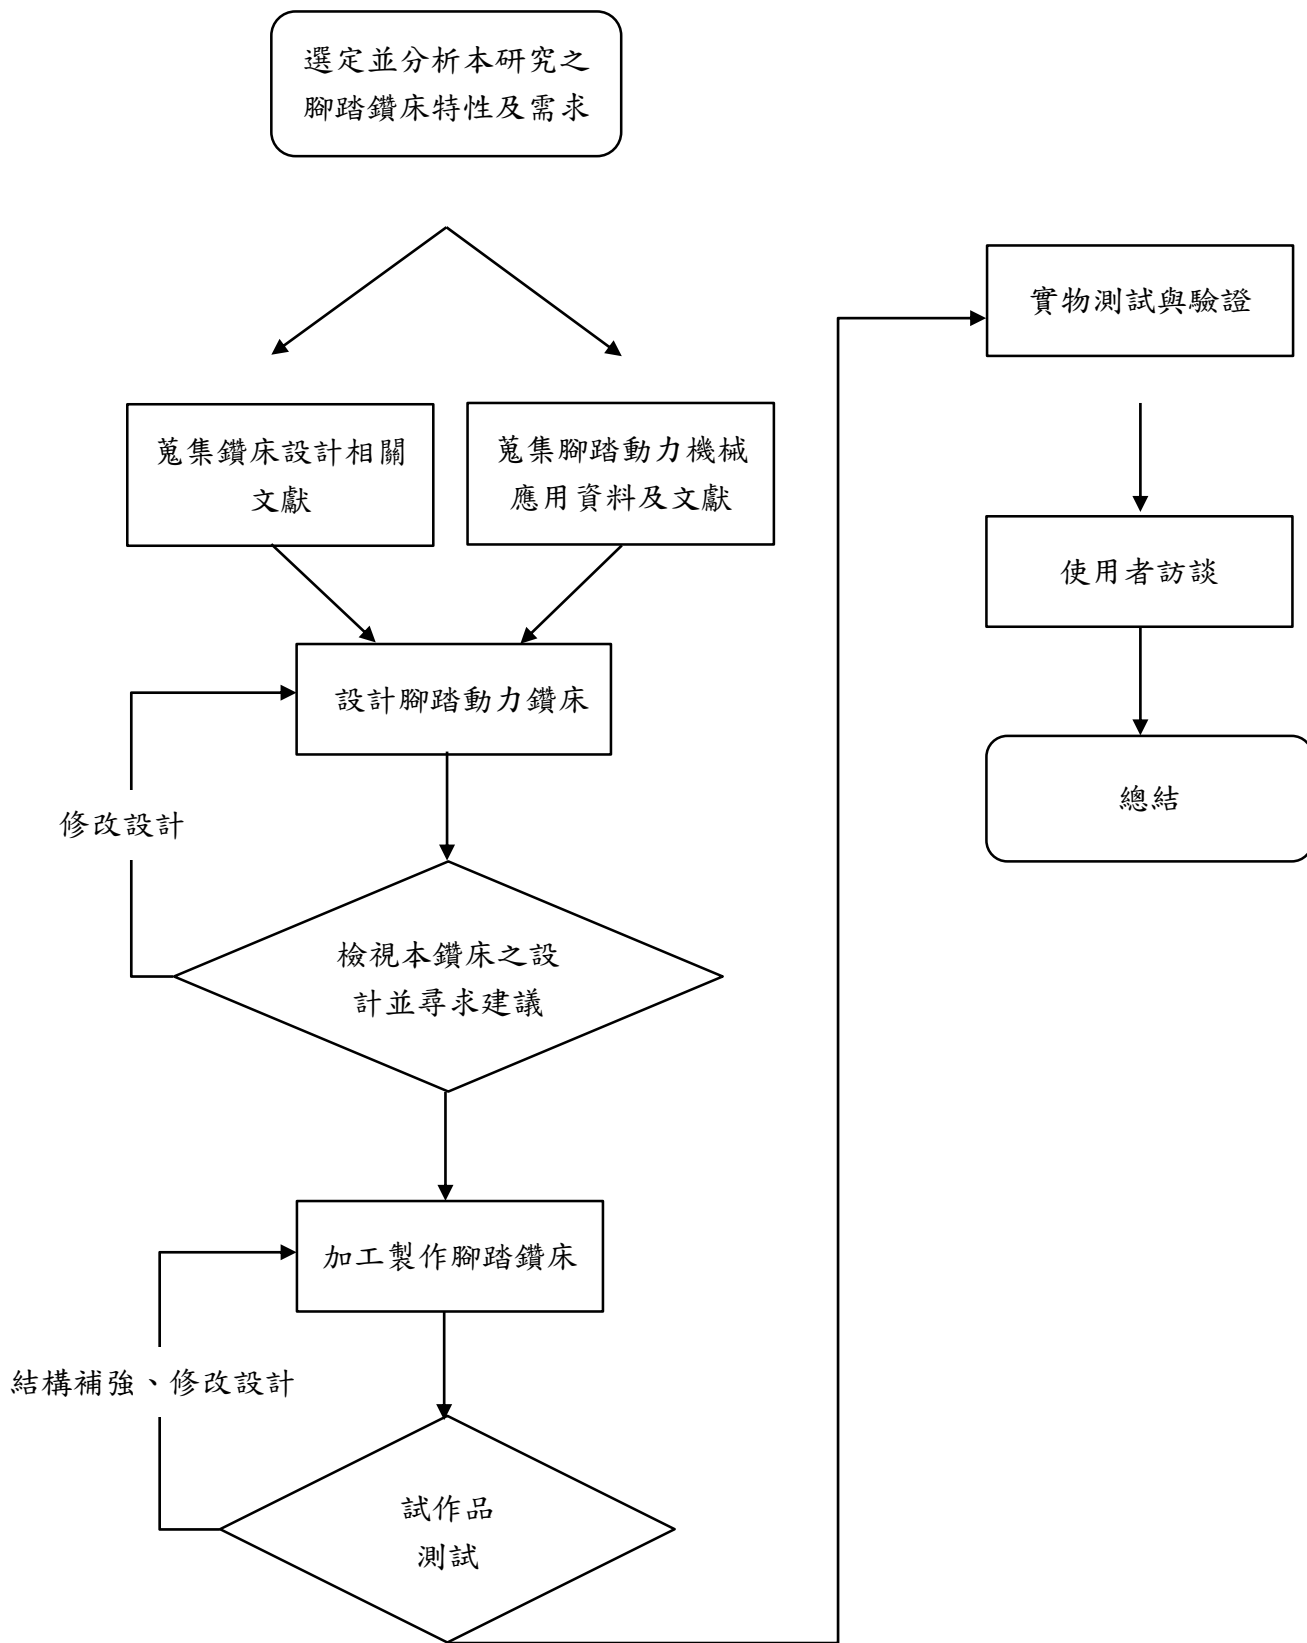 選定並分析本研究之
腳踏鑽床特性及需求
蒐集鑽床設計相關
文獻
蒐集腳踏動力機械
應用資料及文獻
設計腳踏動力鑽床
修改設計
檢視本鑽床之設
計並尋求建議
加工製作腳踏鑽床
結構補強、修改設計
試作品
測試
實物測試與驗證
使用者訪談
總結